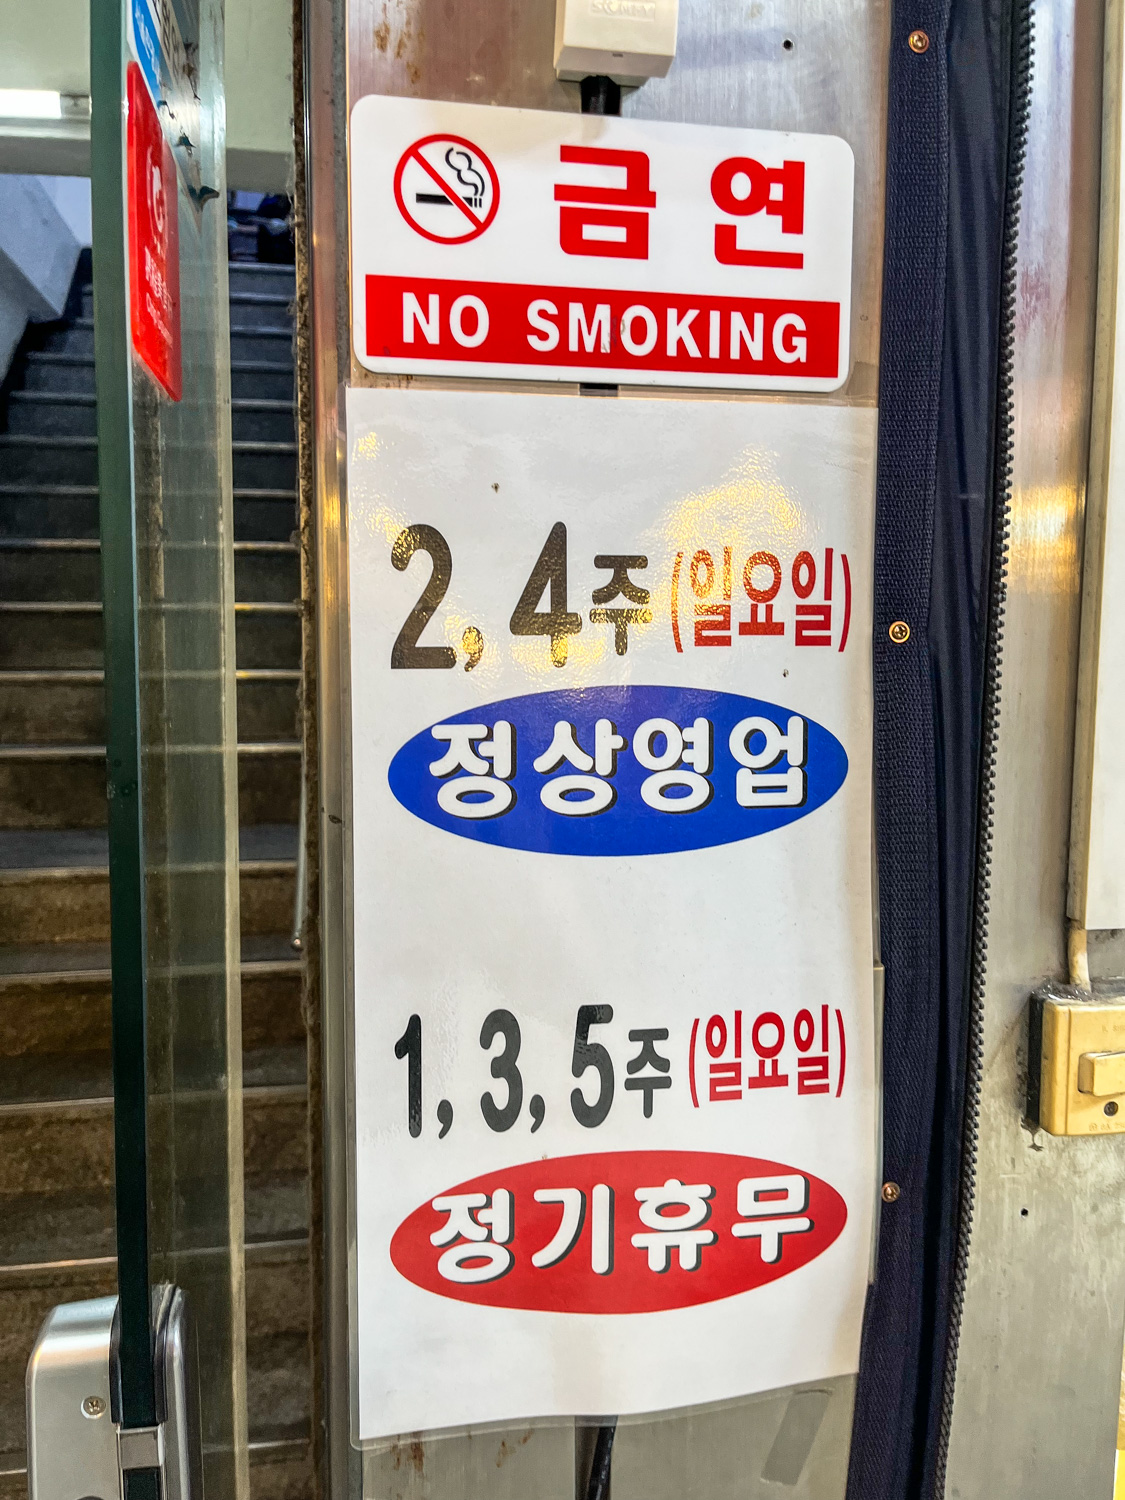 금연
NO SMOKING
2, 4주 (일요일)
정상영업
1, 3, 5주 (일요일)
정기휴무